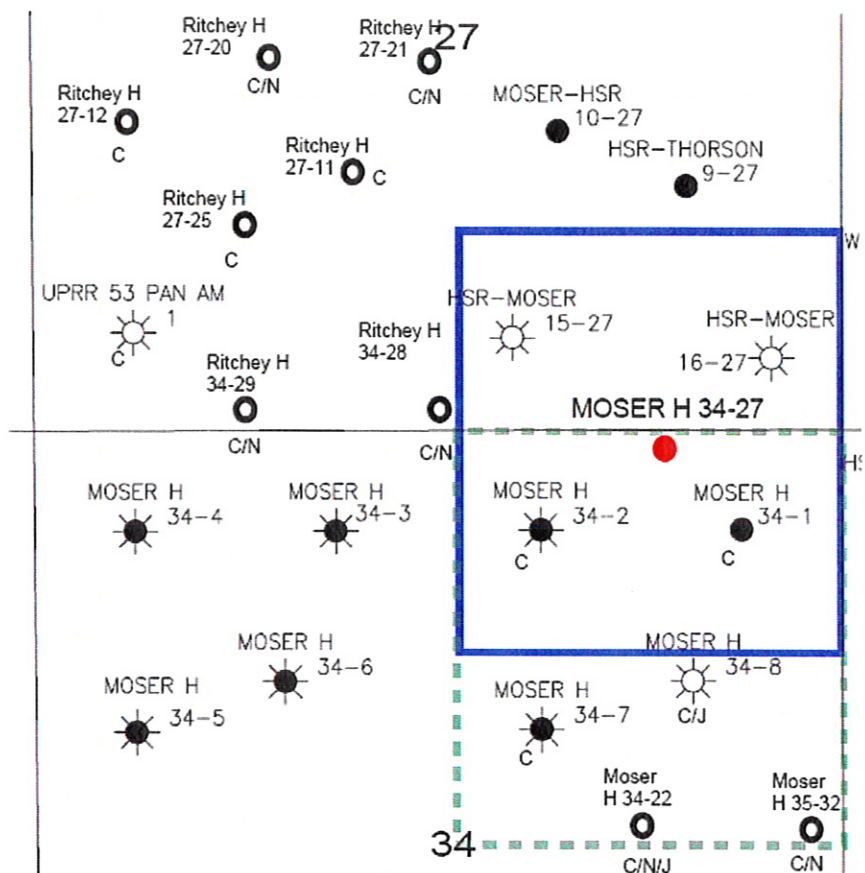 Ritchey H
27-20
C/N
Ritchey H
27-21
27
C/N
Ritchey H
27-12
C
MOSER-HSR
10-27
HSR-THORSON
9-27
Ritchey H
27-11
C
Ritchey H
27-25
C
W
UPRR 53 PAN AM
1
C
HSR-MOSER
15-27
HSR-MOSER
16-27
Ritchey H
34-28
C/N
Ritchey H
34-29
C/N
MOSER H 34-27
HS
MOSER H
34-4
MOSER H
34-3
MOSER H
34-2
C
MOSER H
34-1
C
MOSER H
34-6
MOSER H
34-5
MOSER H
34-7
C
MOSER H
34-8
C/J
Moser
H 34-22
C/N/J
Moser
H 35-32
C/N
34